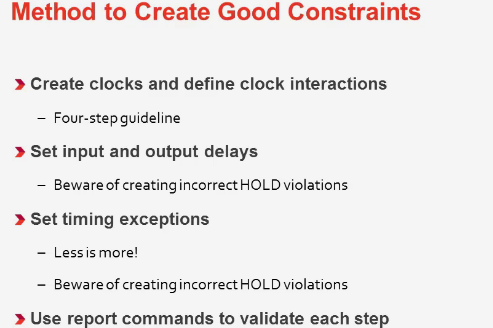 Method to Create Good Constraints
Create clocks and define clock interactions
– Four-step guideline
Set input and output delays
– Beware of creating incorrect HOLD violations
Set timing exceptions
– Less is more!
– Beware of creating incorrect HOLD violations
Use report commands to validate each step